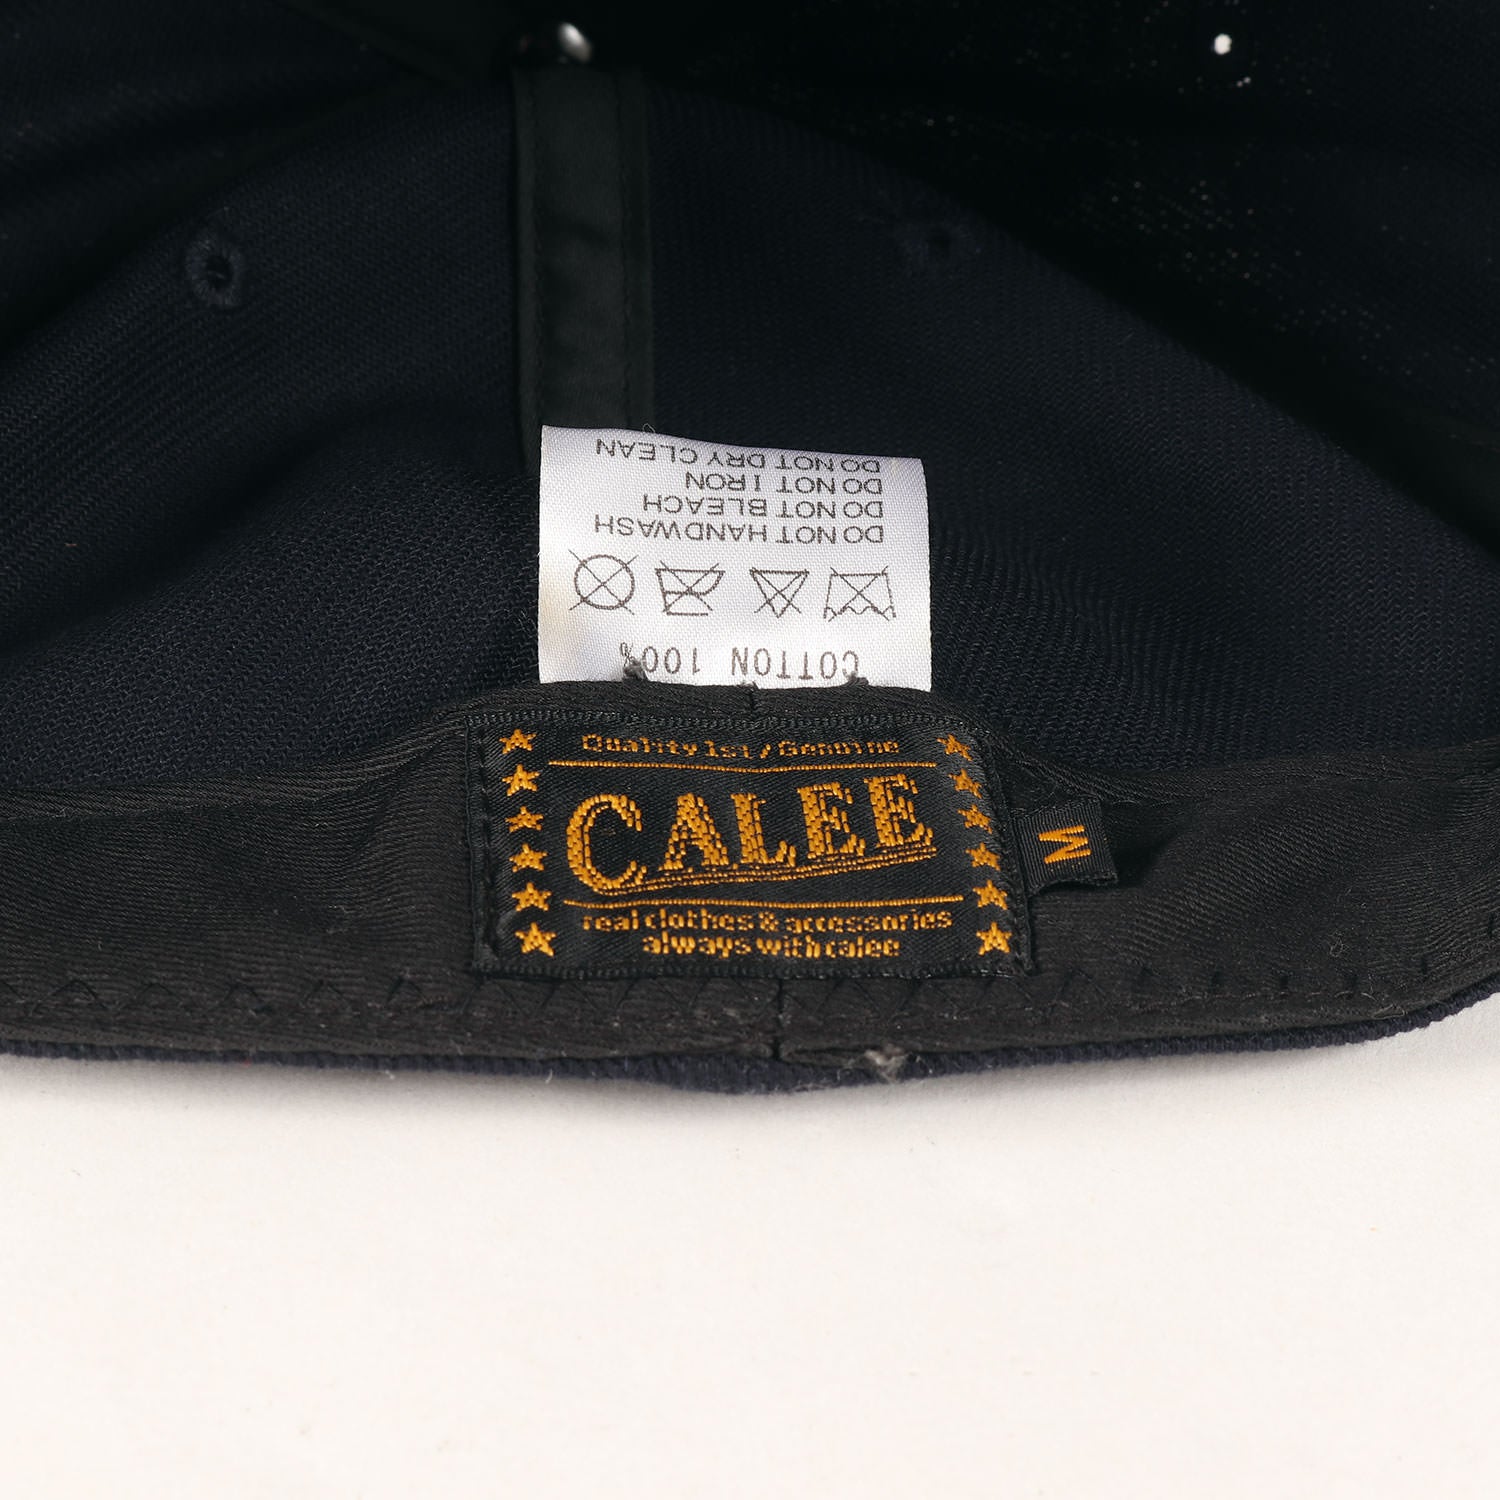 COTTON 100%
DO NOT HANDWASH
DO NOT BLEACH
DO NOT IRON
DO NOT DRY CLEAN
Quality 1st / Genuine
CALEE
real clothes & accessories
always with calee
M